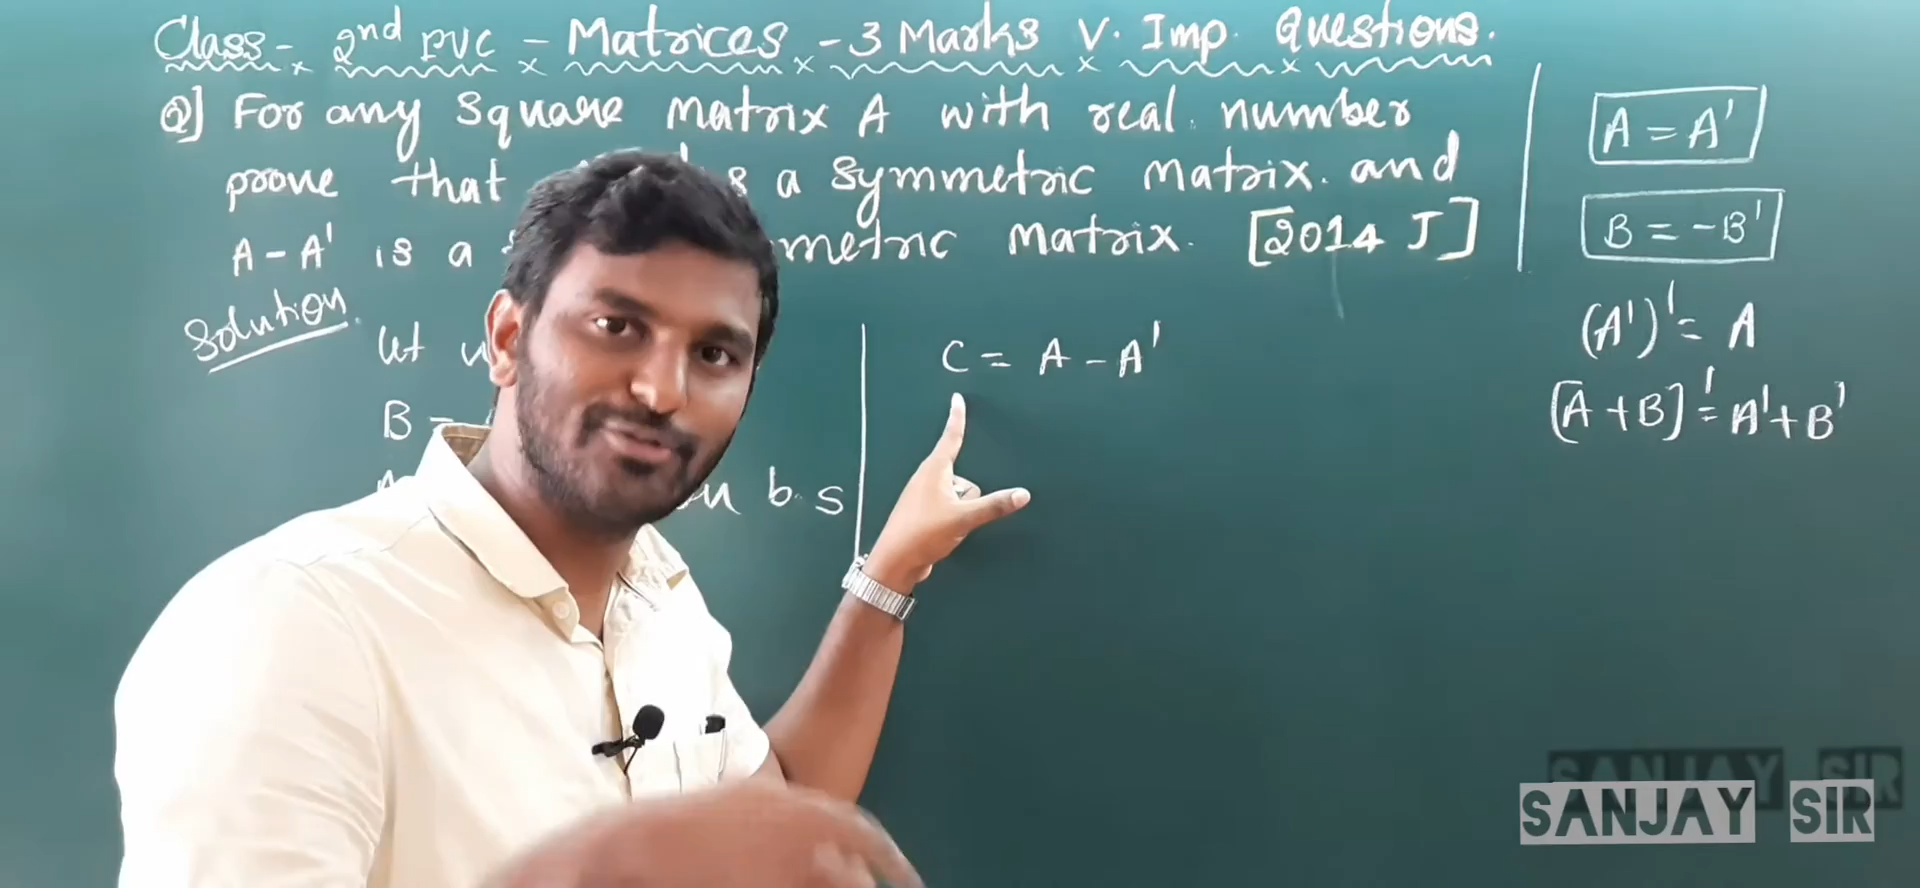 Class - 2nd PUC - Matrices - 3 Marks V. Imp. Questions.
Q] For any Square matrix A with real number
prove that a symmetric matrix. and
A - A' is a matrix. [2014 J]
Solution.
let
B =
b.s
C = A - A'
A = A'
B = -B'
(A')' = A
[A + B]' = A' + B'
SANJAY SIR